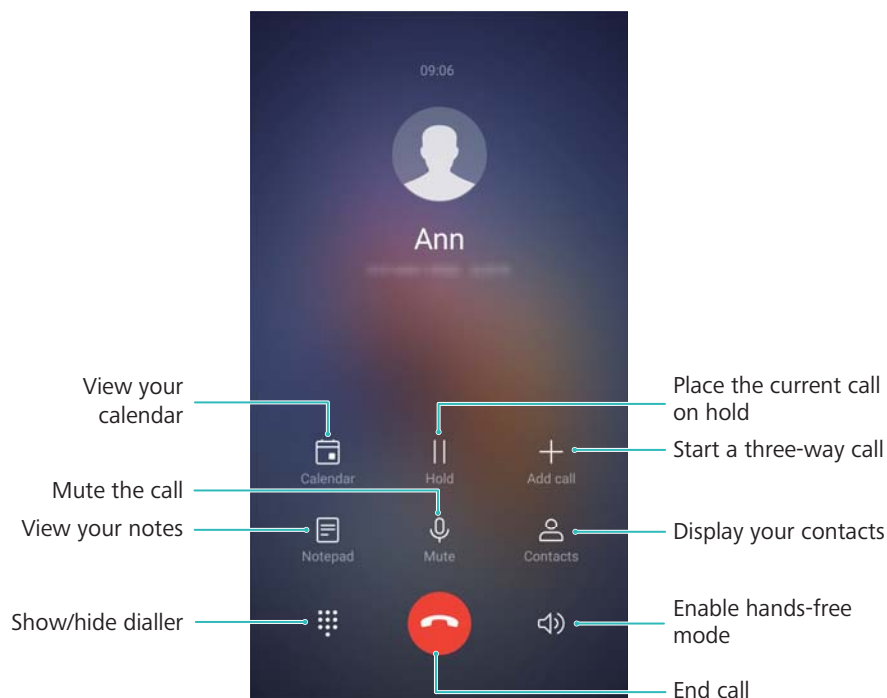 09:06
Ann
View your
calendar
Place the current call
on hold
Start a three-way call
Calendar
Hold
Add call
Mute the call
View your notes
Display your contacts
Notepad
Mute
Contacts
Show/hide dialler
Enable hands-free
mode
End call